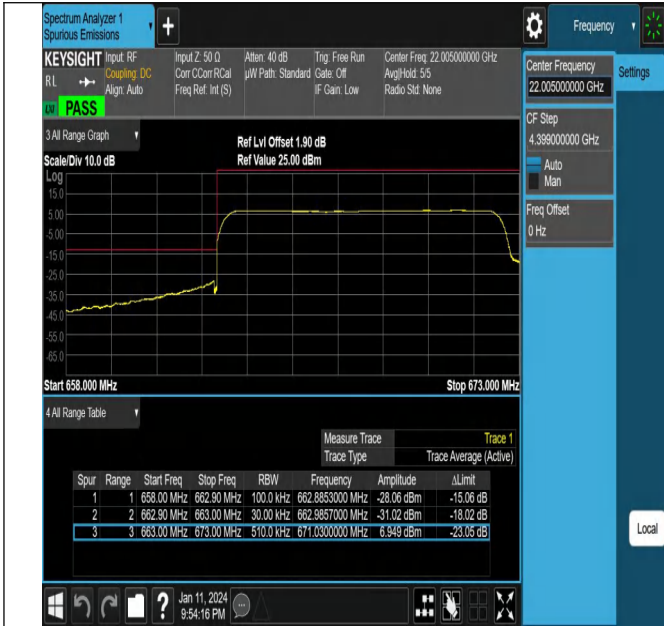 Spectrum Analyzer 1
Spurious Emissions
Frequency
KEYSIGHT Input: RF Input Z: 50 Ω Atten: 40 dB Trig: Free Run Center Freq: 22.005000000 GHz
RL Coupling: DC Corr CCorr RCal µW Path: Standard Gate: Off Avg|Hold: 5/5
Align: Auto Freq Ref: Int (S) IF Gain: Low Radio Std: None
LXI PASS
3 All Range Graph
Ref Lvl Offset 1.90 dB
Scale/Div 10.0 dB Ref Value 25.00 dBm
Log
15.0
5.00
-5.00
-15.0
-25.0
-35.0
-45.0
-55.0
-65.0
Start 658.000 MHz Stop 673.000 MHz
4 All Range Table
Measure Trace Trace 1
Trace Type Trace Average (Active)
Spur Range Start Freq Stop Freq RBW Frequency Amplitude ΔLimit
1 1 658.00 MHz 662.90 MHz 100.0 kHz 662.8853000 MHz -28.06 dBm -15.06 dB
2 2 662.90 MHz 663.00 MHz 30.00 kHz 662.9857000 MHz -31.02 dBm -18.02 dB
3 3 663.00 MHz 673.00 MHz 510.0 kHz 671.0300000 MHz 6.949 dBm -23.05 dB
Jan 11, 2024
9:54:16 PM
Center Frequency
22.005000000 GHz
Settings
CF Step
4.399000000 GHz
Auto
Man
Freq Offset
0 Hz
Local